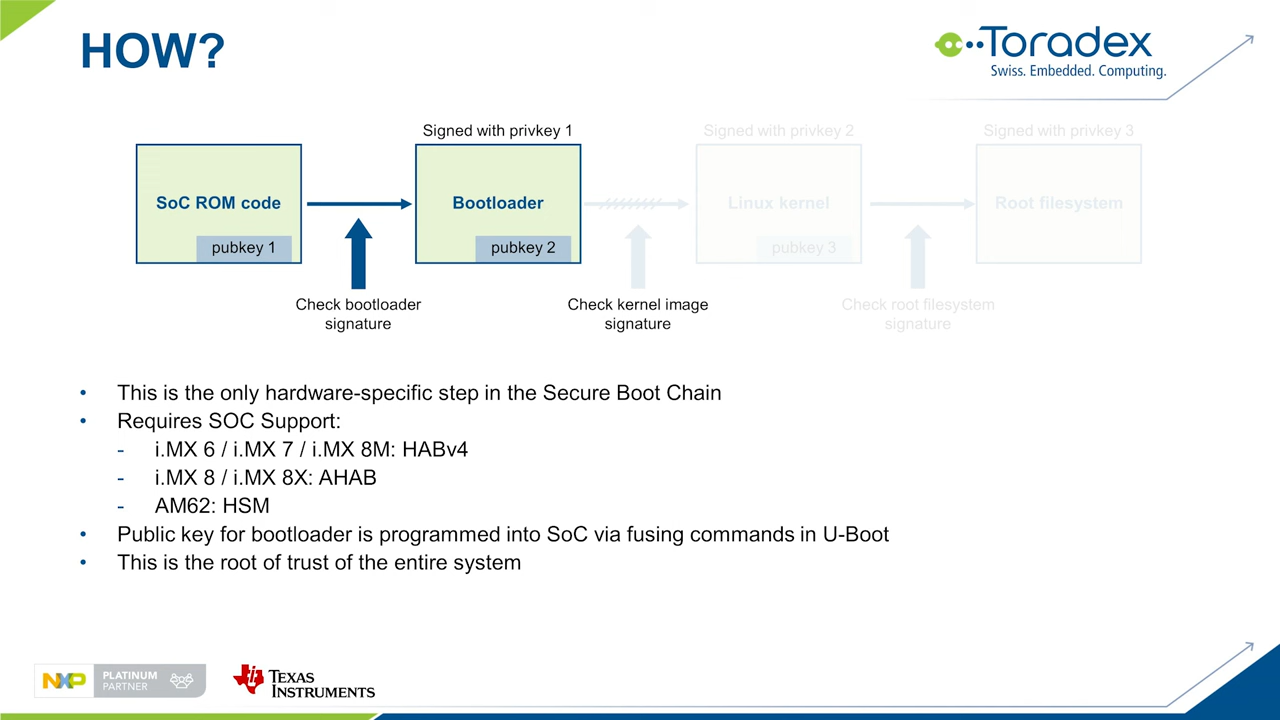 HOW?
Toradex
Swiss. Embedded. Computing.
Signed with privkey 1
Signed with privkey 2
Signed with privkey 3
SoC ROM code
Bootloader
Linux kernel
Root filesystem
pubkey 1
pubkey 2
pubkey 3
Check bootloader
signature
Check kernel image
signature
Check root filesystem
signature
• This is the only hardware-specific step in the Secure Boot Chain
• Requires SOC Support:
- i.MX 6 / i.MX 7 / i.MX 8M: HABv4
- i.MX 8 / i.MX 8X: AHAB
- AM62: HSM
• Public key for bootloader is programmed into SoC via fusing commands in U-Boot
• This is the root of trust of the entire system
NXP
PLATINUM
PARTNER
TEXAS
INSTRUMENTS